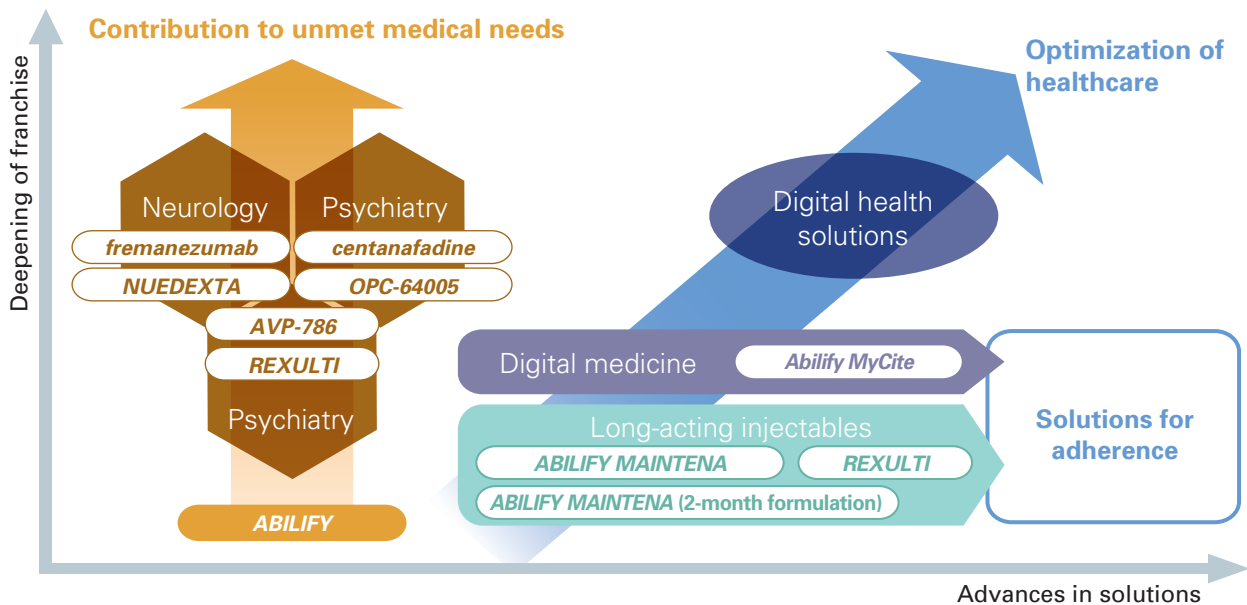 Deepening of franchise
Contribution to unmet medical needs
Neurology
Psychiatry
fremanezumab
centanafadine
NUEDEXTA
OPC-64005
AVP-786
REXULTI
Psychiatry
ABILIFY
Optimization of
healthcare
Digital health
solutions
Digital medicine
Abilify MyCite
Long-acting injectables
ABILIFY MAINTENA
REXULTI
ABILIFY MAINTENA (2-month formulation)
Solutions for
adherence
Advances in solutions